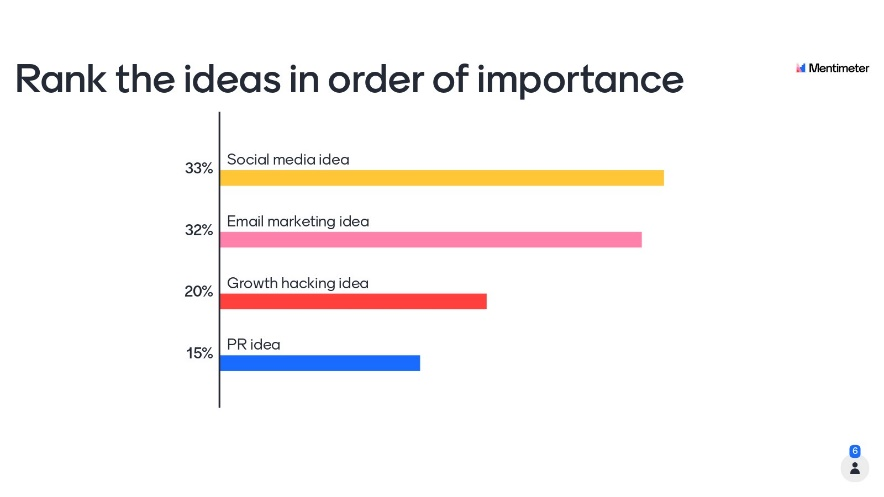 Rank the ideas in order of importance
Mentimeter
33% Social media idea
32% Email marketing idea
20% Growth hacking idea
15% PR idea
6